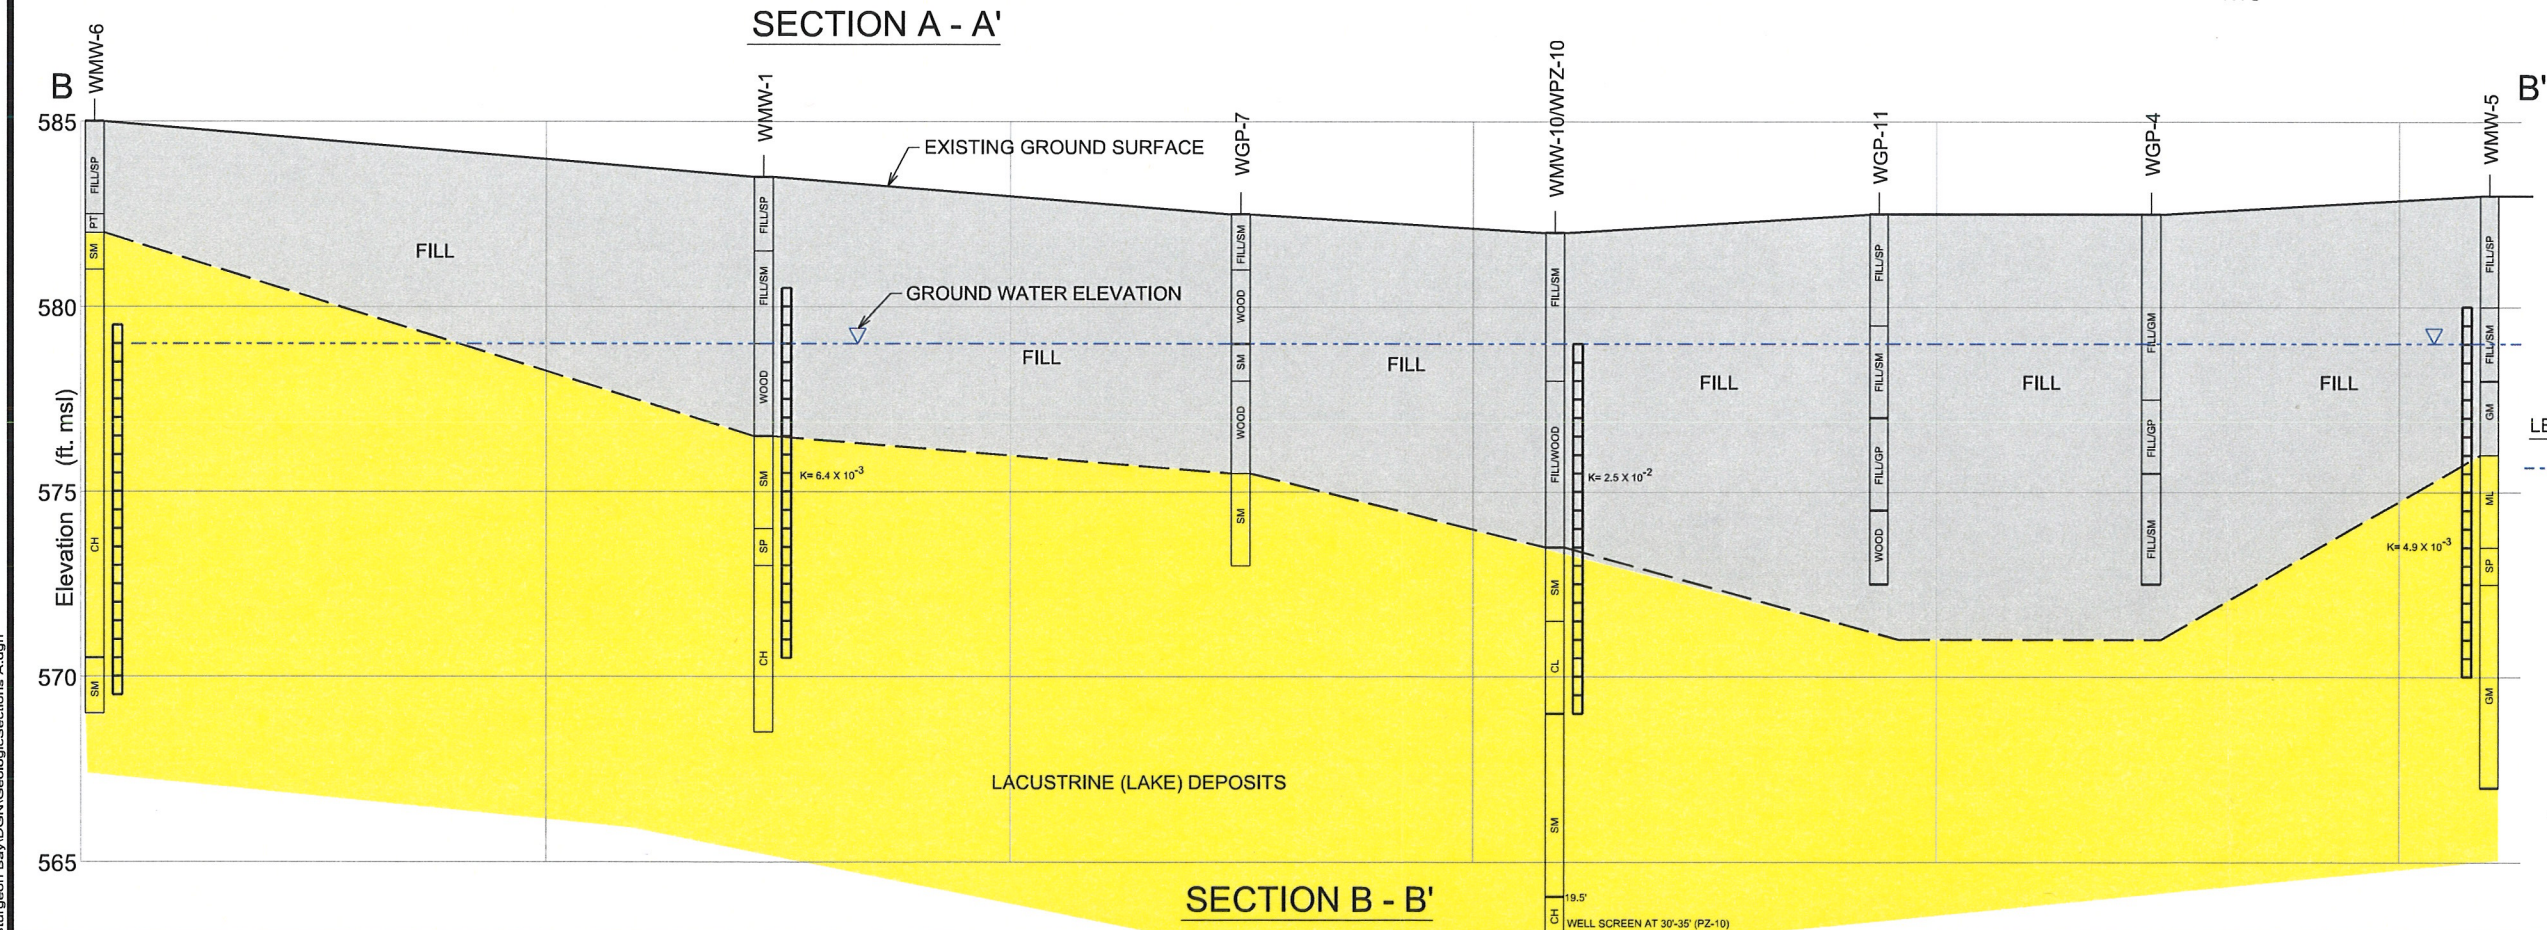 SECTION A - A'
B
B'
WMW-6
WMW-1
WGP-7
WMW-10/WPZ-10
WGP-11
WGP-4
WMW-5
585
580
575
570
565
Elevation (ft. msl)
EXISTING GROUND SURFACE
GROUND WATER ELEVATION
FILL
FILL
FILL
FILL
FILL
FILL
FILL/SP
PT
SM
CH
SM
FILL/SP
FILL/SM
WOOD
SM
SP
CH
K= 6.4 X 10-3
FILL/SM
WOOD
SM
WOOD
SM
FILL/SM
FILL/WOOD
SM
CL
SM
CH
K= 2.5 X 10-2
19.5'
WELL SCREEN AT 30'-35' (PZ-10)
FILL/SP
FILL/SM
FILL/GP
WOOD
FILL/GM
FILL/GP
FILL/SM
FILL/SP
FILL/SM
GM
ML
SP
GM
K= 4.9 X 10-3
LACUSTRINE (LAKE) DEPOSITS
SECTION B - B'
LE